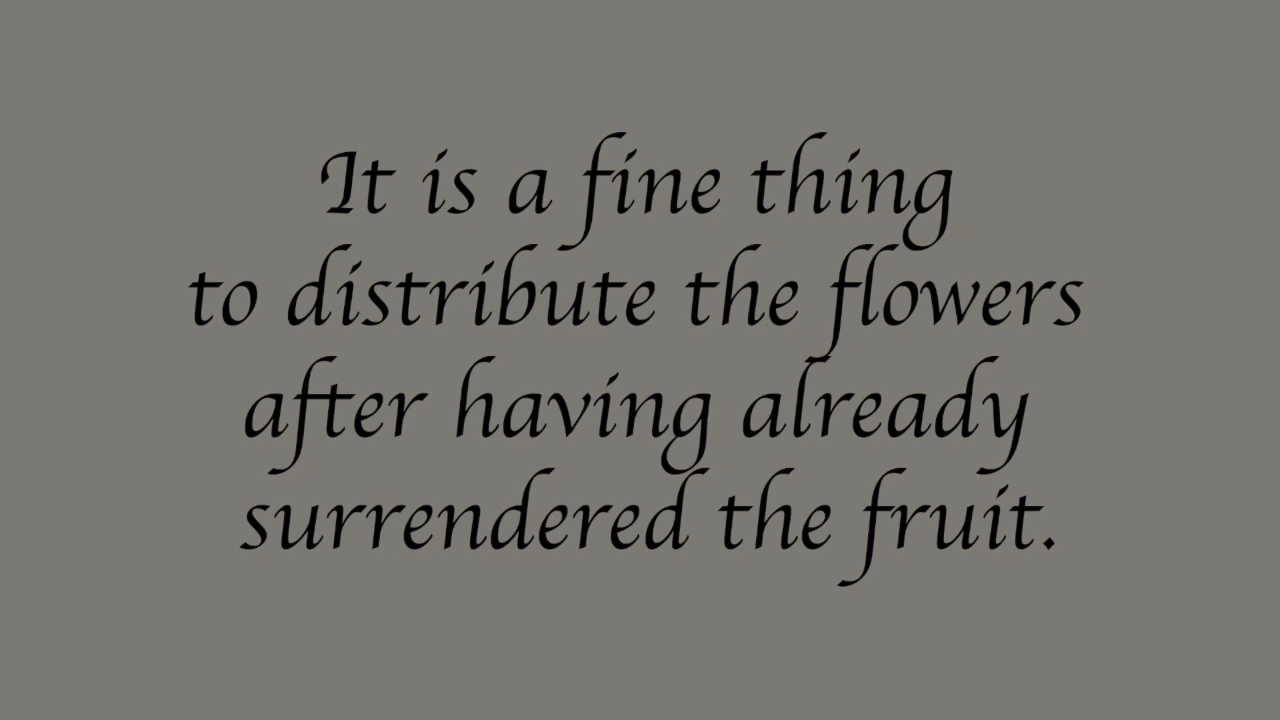 It is a fine thing
to distribute the flowers
after having already
surrendered the fruit.